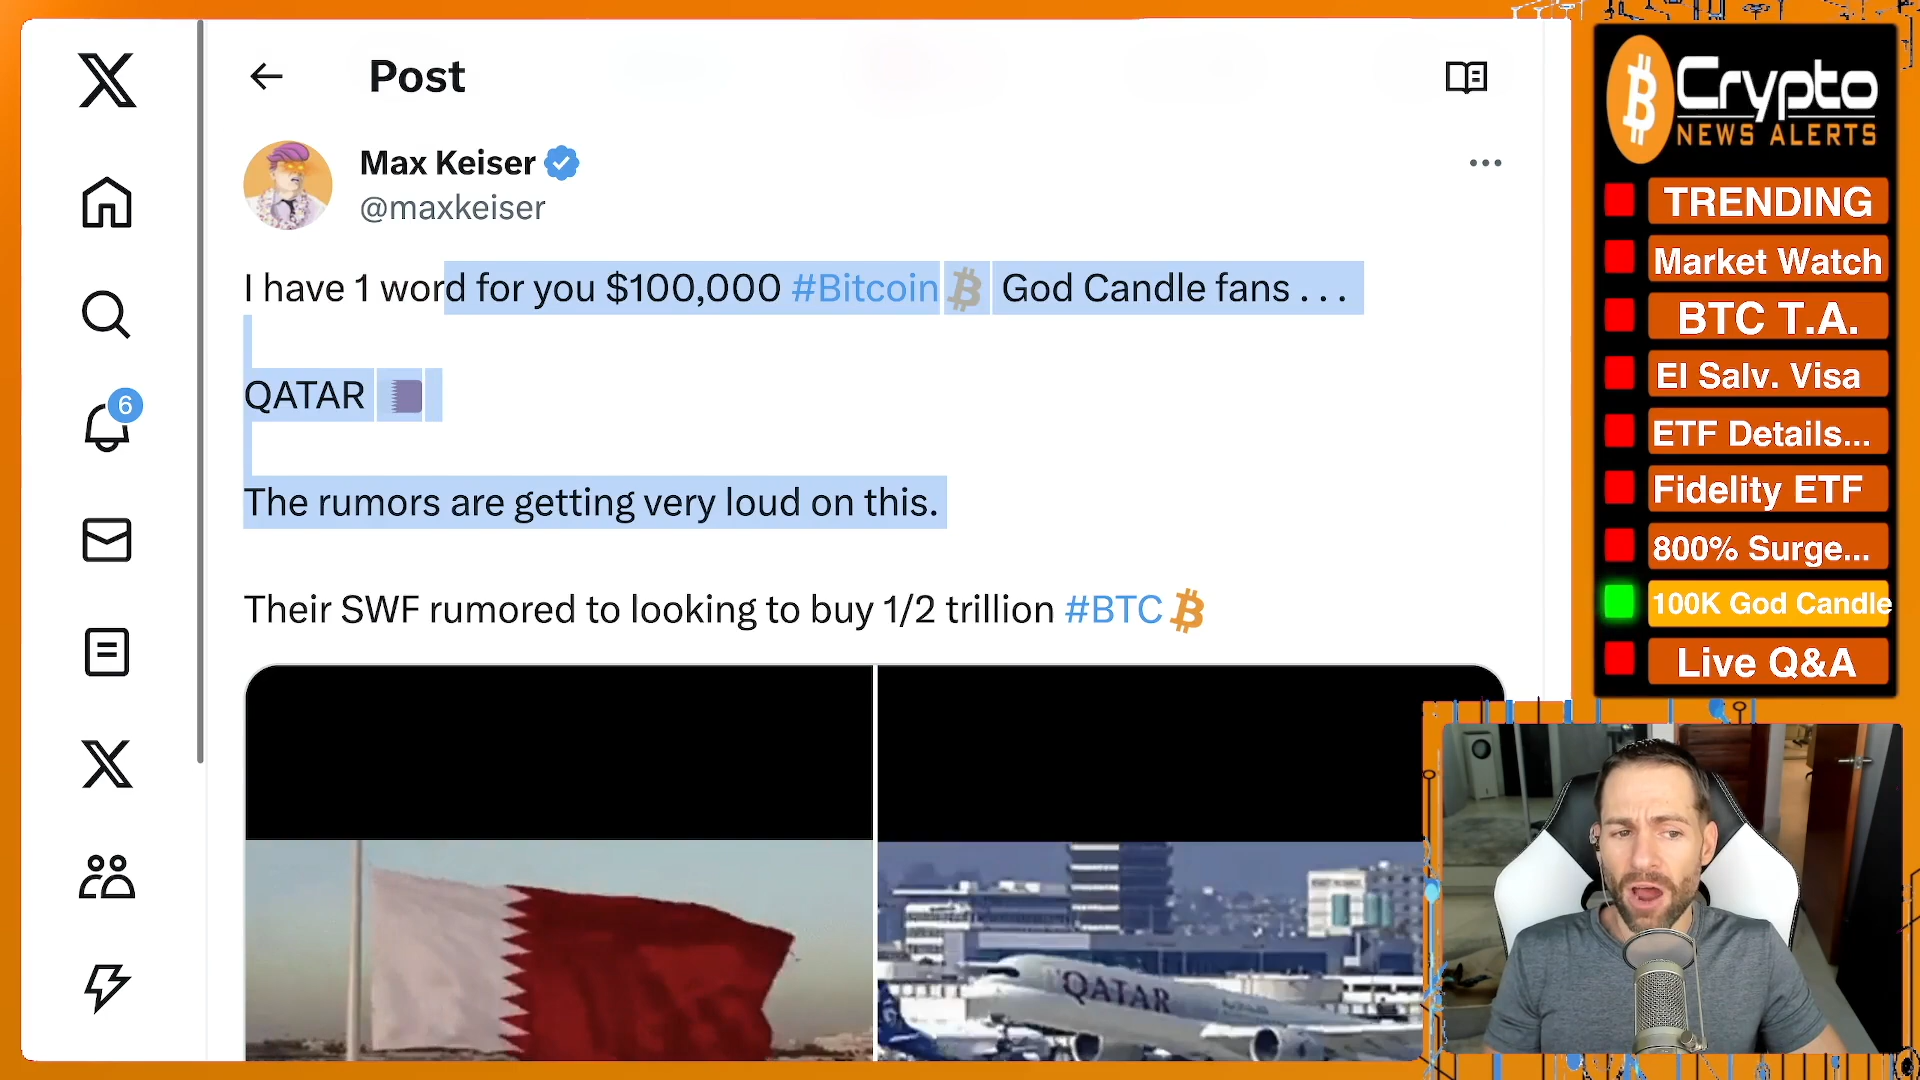 Post
Max Keiser
@maxkeiser
I have 1 word for you $100,000 #Bitcoin God Candle fans . . .
QATAR
The rumors are getting very loud on this.
Their SWF rumored to looking to buy 1/2 trillion #BTC
6
QATAR
Crypto
NEWS ALERTS
TRENDING
Market Watch
BTC T.A.
El Salv. Visa
ETF Details...
Fidelity ETF
800% Surge...
100K God Candle
Live Q&A